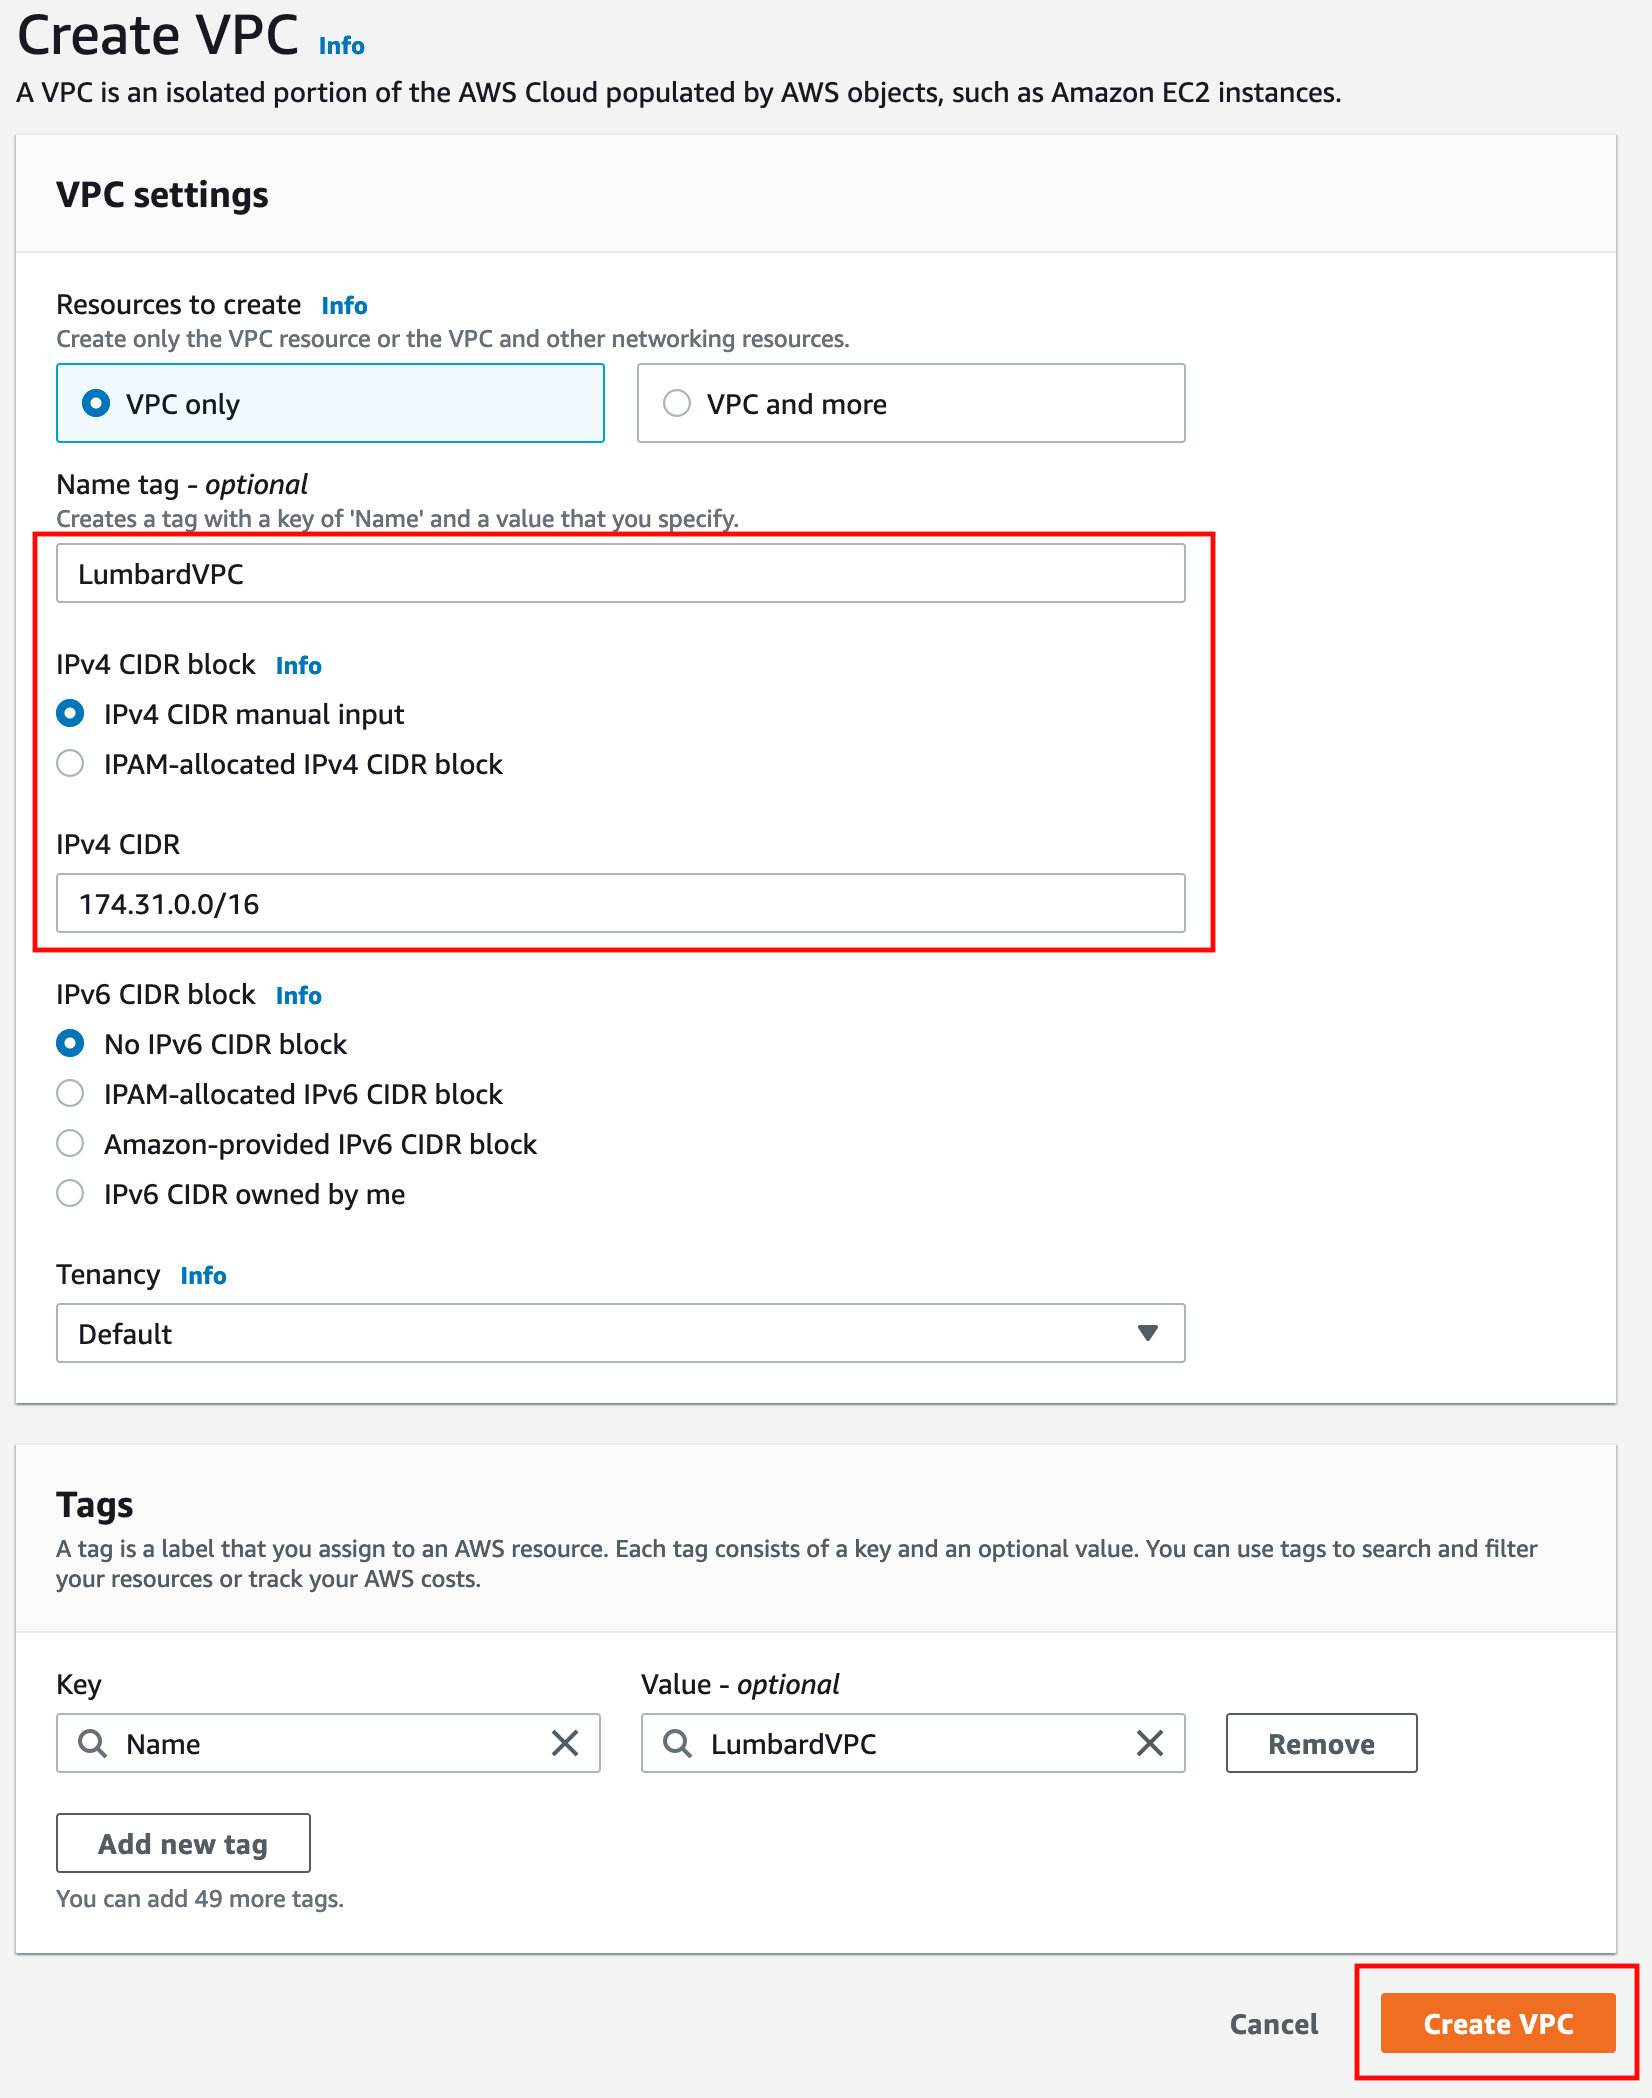 Create VPC Info
A VPC is an isolated portion of the AWS Cloud populated by AWS objects, such as Amazon EC2 instances.
VPC settings
Resources to create Info
Create only the VPC resource or the VPC and other networking resources.
VPC only
VPC and more
Name tag - optional
Creates a tag with a key of 'Name' and a value that you specify.
LumbardVPC
IPv4 CIDR block Info
IPv4 CIDR manual input
IPAM-allocated IPv4 CIDR block
IPv4 CIDR
174.31.0.0/16
IPv6 CIDR block Info
No IPv6 CIDR block
IPAM-allocated IPv6 CIDR block
Amazon-provided IPv6 CIDR block
IPv6 CIDR owned by me
Tenancy Info
Default
Tags
A tag is a label that you assign to an AWS resource. Each tag consists of a key and an optional value. You can use tags to search and filter
your resources or track your AWS costs.
Key
Value - optional
Name
LumbardVPC
Remove
Add new tag
You can add 49 more tags.
Cancel
Create VPC